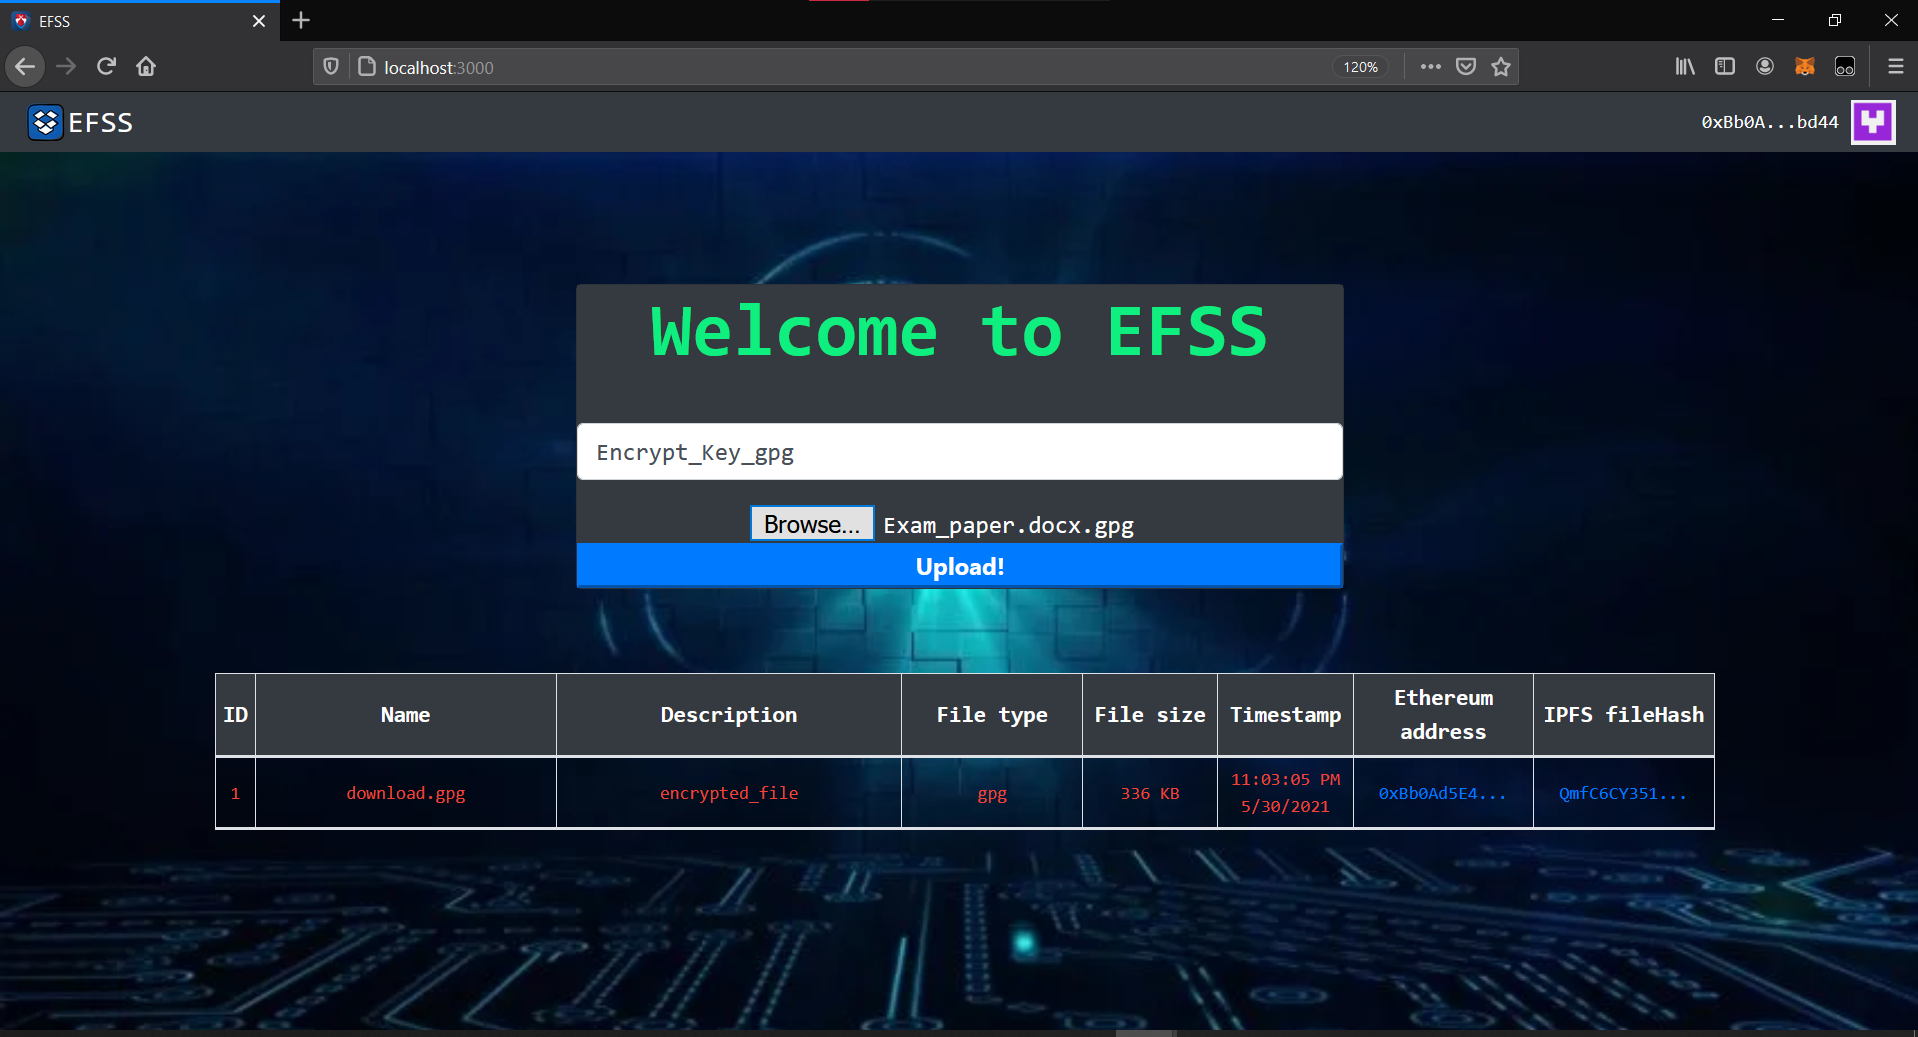 EFSS
localhost:3000
120%
EFSS
0xBb0A...bd44
Welcome to EFSS
Encrypt_Key_gpg
Browse... Exam_paper.docx.gpg
Upload!
ID Name Description File type File size Timestamp Ethereum address IPFS fileHash
1 download.gpg encrypted_file gpg 336 KB 11:03:05 PM 5/30/2021 0xBb0Ad5E4... QmfC6CY351...